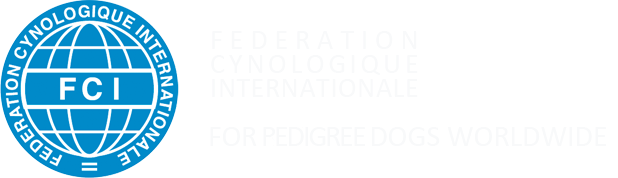 FEDERATION CYNOLOGIQUE INTERNATIONALE
FCI
FEDERATION
CYNOLOGIQUE
INTERNATIONALE
FOR PEDIGREE DOGS WORLDWIDE